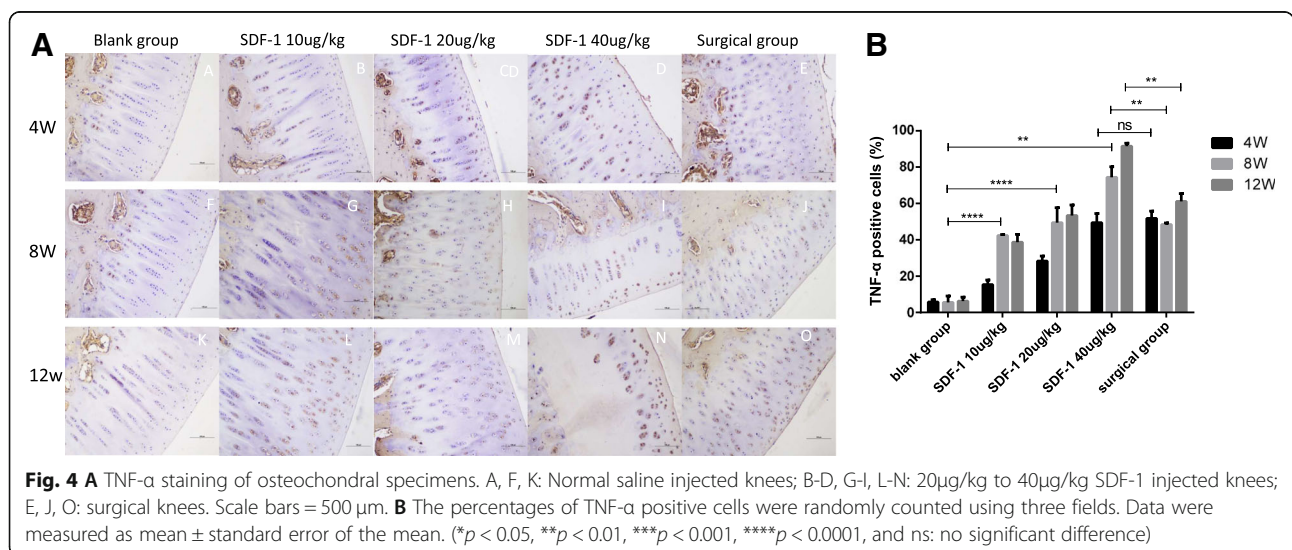 A
Blank group SDF-1 10ug/kg SDF-1 20ug/kg SDF-1 40ug/kg Surgical group
4W A B CD D E
8W F G H I J
12w K L M N O
B
**
**
ns
**
****
****
TNF-α positive cells (%)
100
80
60
40
20
0
4W
8W
12W
blank group
SDF-1 10ug/kg
SDF-1 20ug/kg
SDF-1 40ug/kg
surgical group
Fig. 4 A TNF-α staining of osteochondral specimens. A, F, K: Normal saline injected knees; B-D, G-I, L-N: 20μg/kg to 40μg/kg SDF-1 injected knees;
E, J, O: surgical knees. Scale bars = 500 μm. B The percentages of TNF-α positive cells were randomly counted using three fields. Data were
measured as mean ± standard error of the mean. (*p < 0.05, **p < 0.01, ***p < 0.001, ****p < 0.0001, and ns: no significant difference)